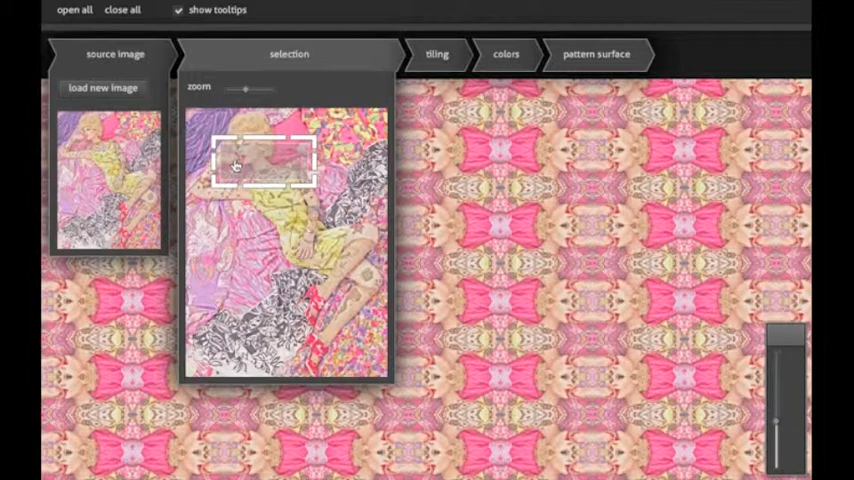 open all close all show tooltips
source image selection tiling colors pattern surface
load new image zoom